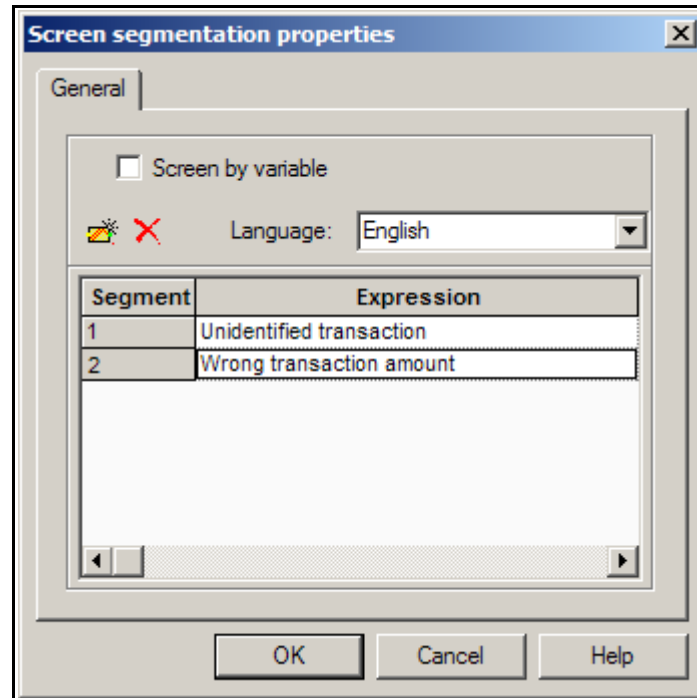 Screen segmentation properties
General
Screen by variable
Language: English
Segment Expression
1 Unidentified transaction
2 Wrong transaction amount
OK Cancel Help